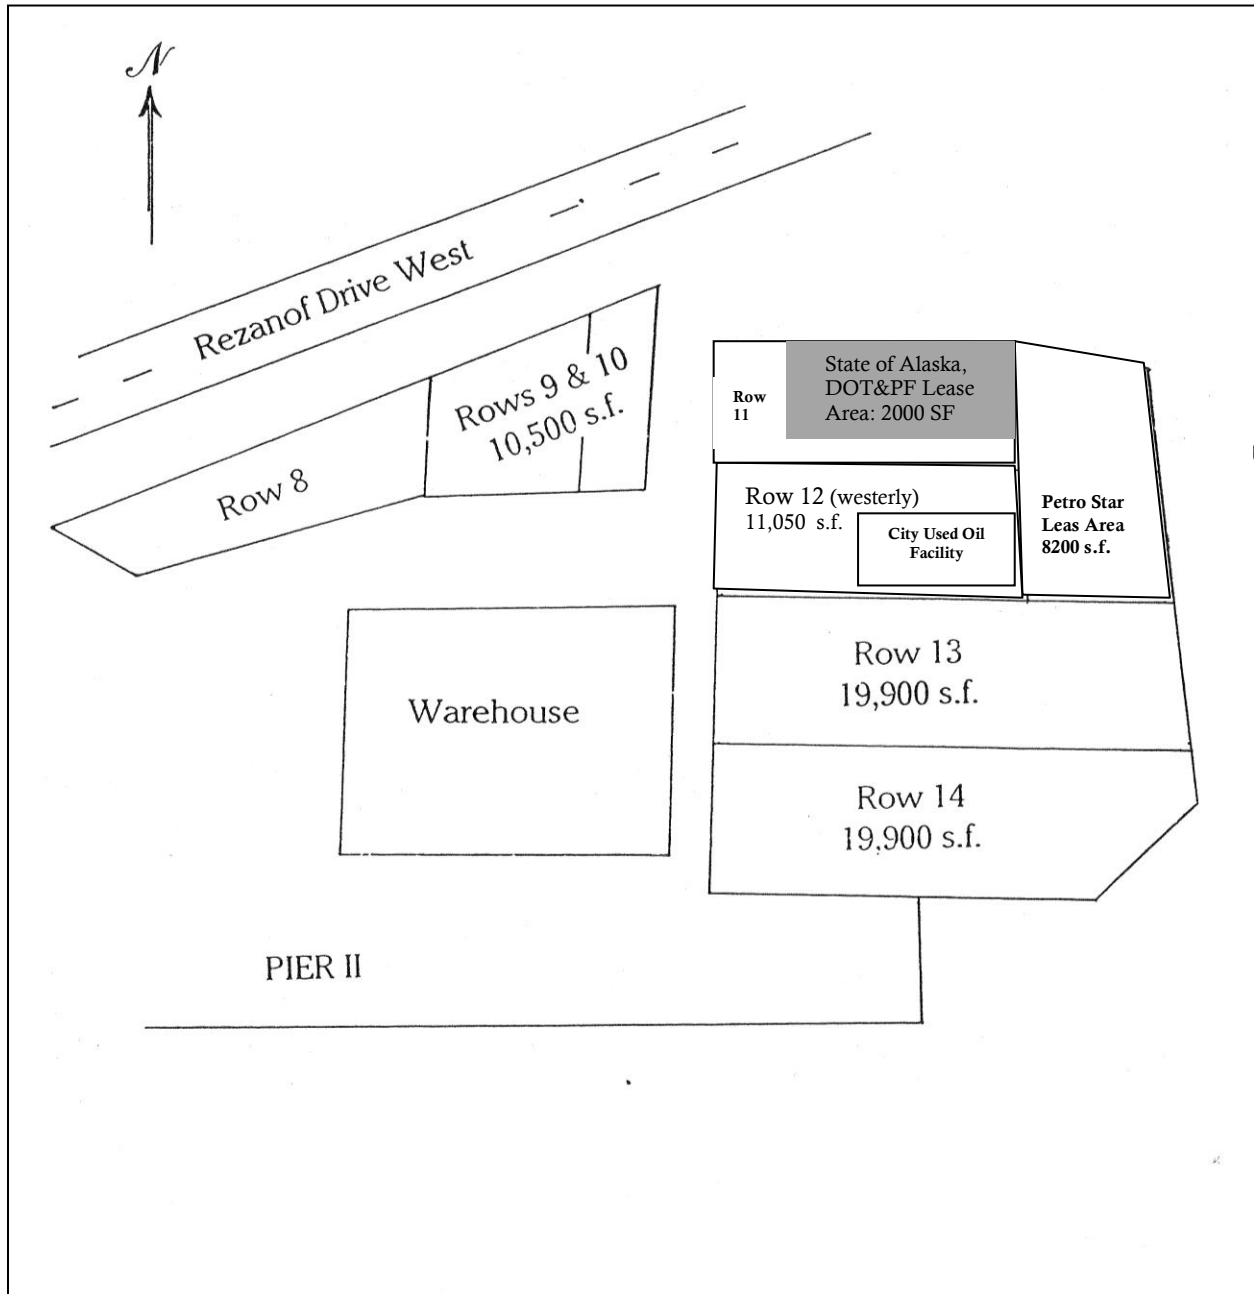 N
Rezanof Drive West
Rows 9 & 10
10,500 s.f.
Row 8
Row
11
State of Alaska,
DOT&PF Lease
Area: 2000 SF
Row 12 (westerly)
11,050 s.f.
City Used Oil
Facility
Petro Star
Leas Area
8200 s.f.
Row 13
19,900 s.f.
Warehouse
Row 14
19,900 s.f.
PIER II